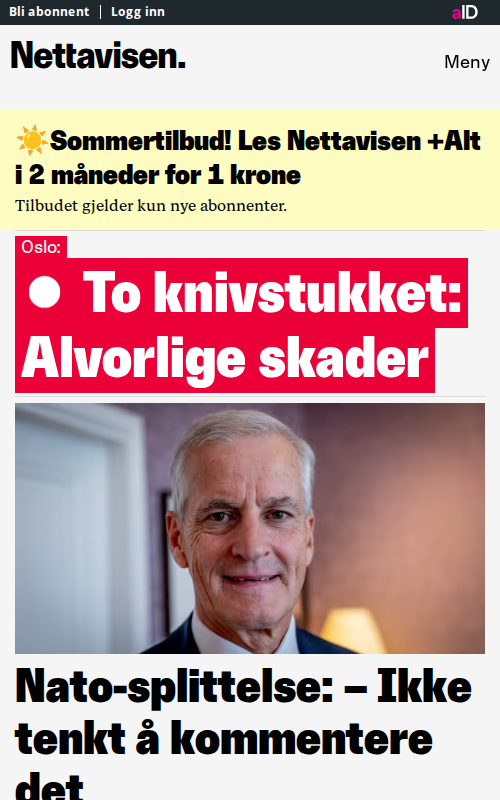 Bli abonnent | Logg inn
aID
Nettavisen.
Meny
☀️Sommertilbud! Les Nettavisen +Alt
i 2 måneder for 1 krone
Tilbudet gjelder kun nye abonnenter.
Oslo:
To knivstukket:
Alvorlige skader
Nato-splittelse: – Ikke
tenkt å kommentere
det